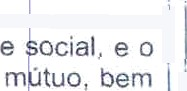 e social, e o
mútuo, bem